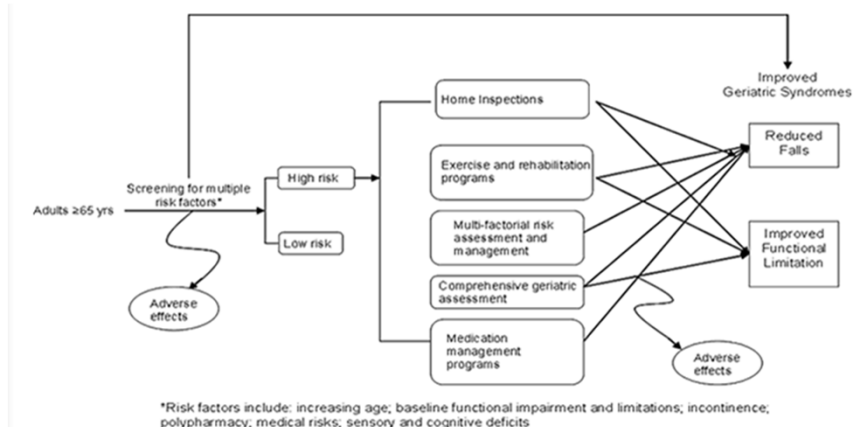 Improved
Geriatric Syndromes
Home Inspections
Reduced
Falls
Exercise and rehabilitation
programs
High risk
Screening for multiple
risk factors*
Adults ≥65 yrs
Multi-factorial risk
assessment and
management
Improved
Functional
Limitation
Low risk
Comprehensive geriatric
assessment
Adverse
effects
Medication
management
programs
Adverse
effects
*Risk factors include: increasing age; baseline functional impairment and limitations; incontinence;
polypharmacy; medical risks; sensory and cognitive deficits